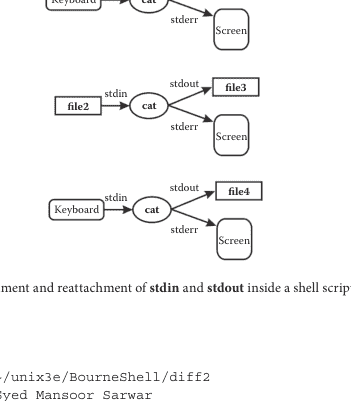 Keyboard
cat
stderr
Screen
stdin
file2
cat
stdout
file3
stderr
Screen
Keyboard
stdin
cat
stdout
file4
stderr
Screen
ment and reattachment of stdin and stdout inside a shell script
/unix3e/BourneShell/diff2
Syed Mansoor Sarwar